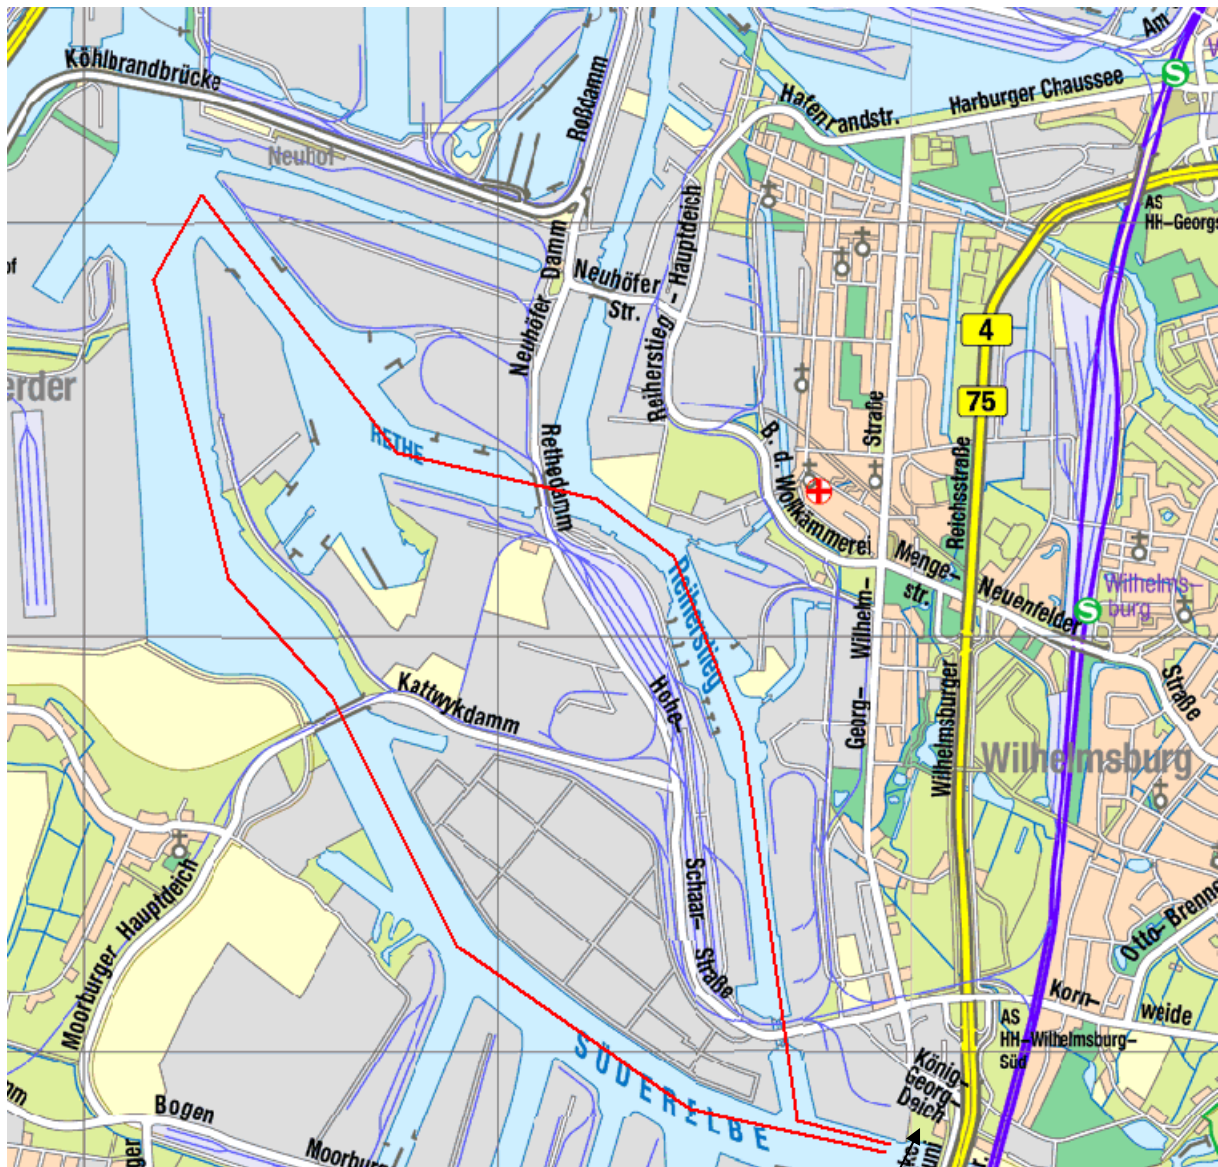 Am
Köhlbrandbrücke
Roßdamm
Hafenrandstr.
Harburger Chaussee
S
Neuhof
AS
HH–Georgs
Neuhöfer Damm
Neuhöfer
Str.
Reiherstieg – Hauptdeich
4
75
erder
RETHE
Rethedamm
Straße
B. d. Wollkämmerei
Reichsstraße
Menge–
str.
Neuenfelder
Straße
S
Wilhelms–
burg
Reiherstieg
Georg– Wilhelm–
Wilhelmsburger
Wilhelmsburg
Kattwykdamm
Hohe–
Schaar–
Straße
Moorburger Hauptdeich
Otto–Brenne
Korn–
weide
AS
HH–Wilhelmsburg–
Süd
König–
Georg–
Deich
SÜDERELBE
Bogen
Moorbur